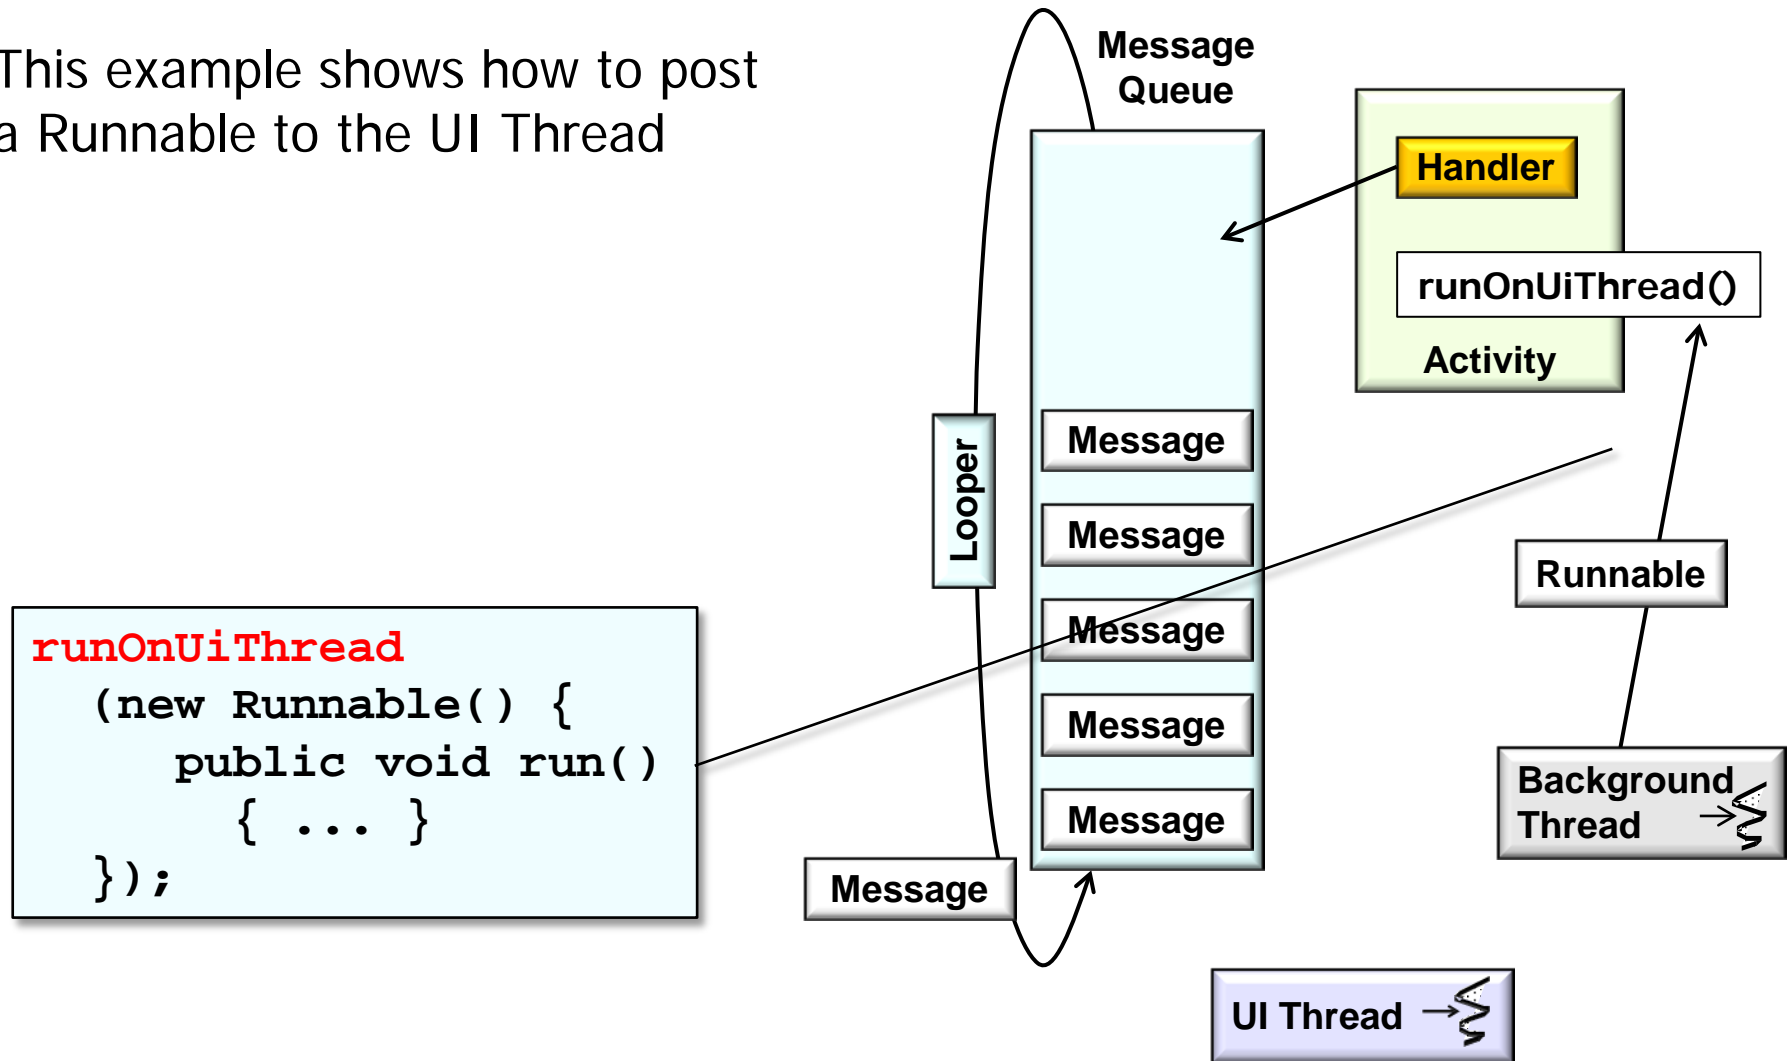 This example shows how to post
a Runnable to the UI Thread
Message
Queue
Handler
runOnUiThread()
Activity
Looper
Message
Message
Message
Message
Message
Message
Runnable
Background
Thread
UI Thread
runOnUiThread
(new Runnable() {
public void run()
{ ... }
});